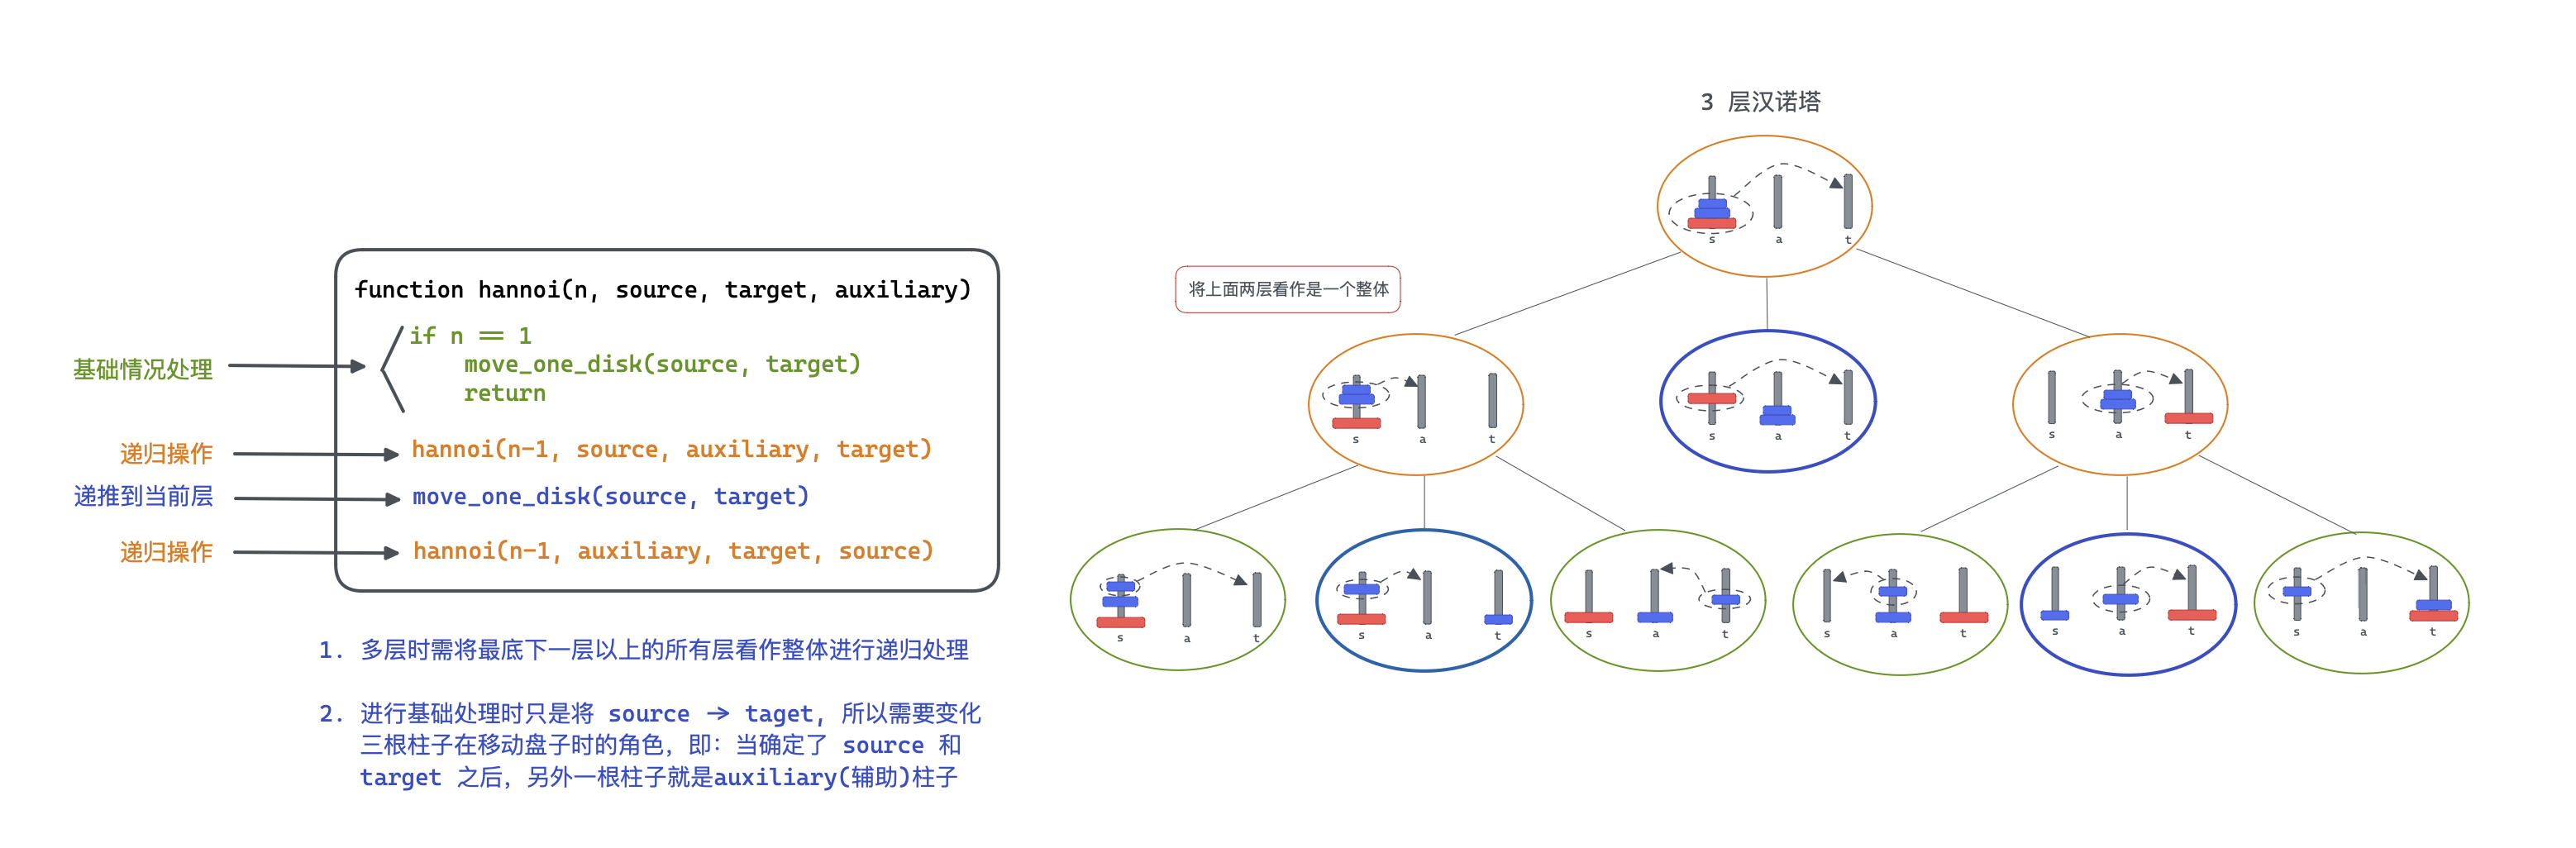 3 层汉诺塔
function hannoi(n, source, target, auxiliary)
if n == 1
move_one_disk(source, target)
return
hannoi(n-1, source, auxiliary, target)
move_one_disk(source, target)
hannoi(n-1, auxiliary, target, source)
基础情况处理
递归操作
递推到当前层
递归操作
1. 多层时需将最底下一层以上的所有层看作整体进行递归处理
2. 进行基础处理时只是将 source -> taget, 所以需要变化
三根柱子在移动盘子时的角色，即：当确定了 source 和
target 之后，另外一根柱子就是auxiliary(辅助)柱子
将上面两层看作是一个整体
s a t
s a t
s a t
s a t
s a t
s a t
s a t
s a t
s a t
s a t